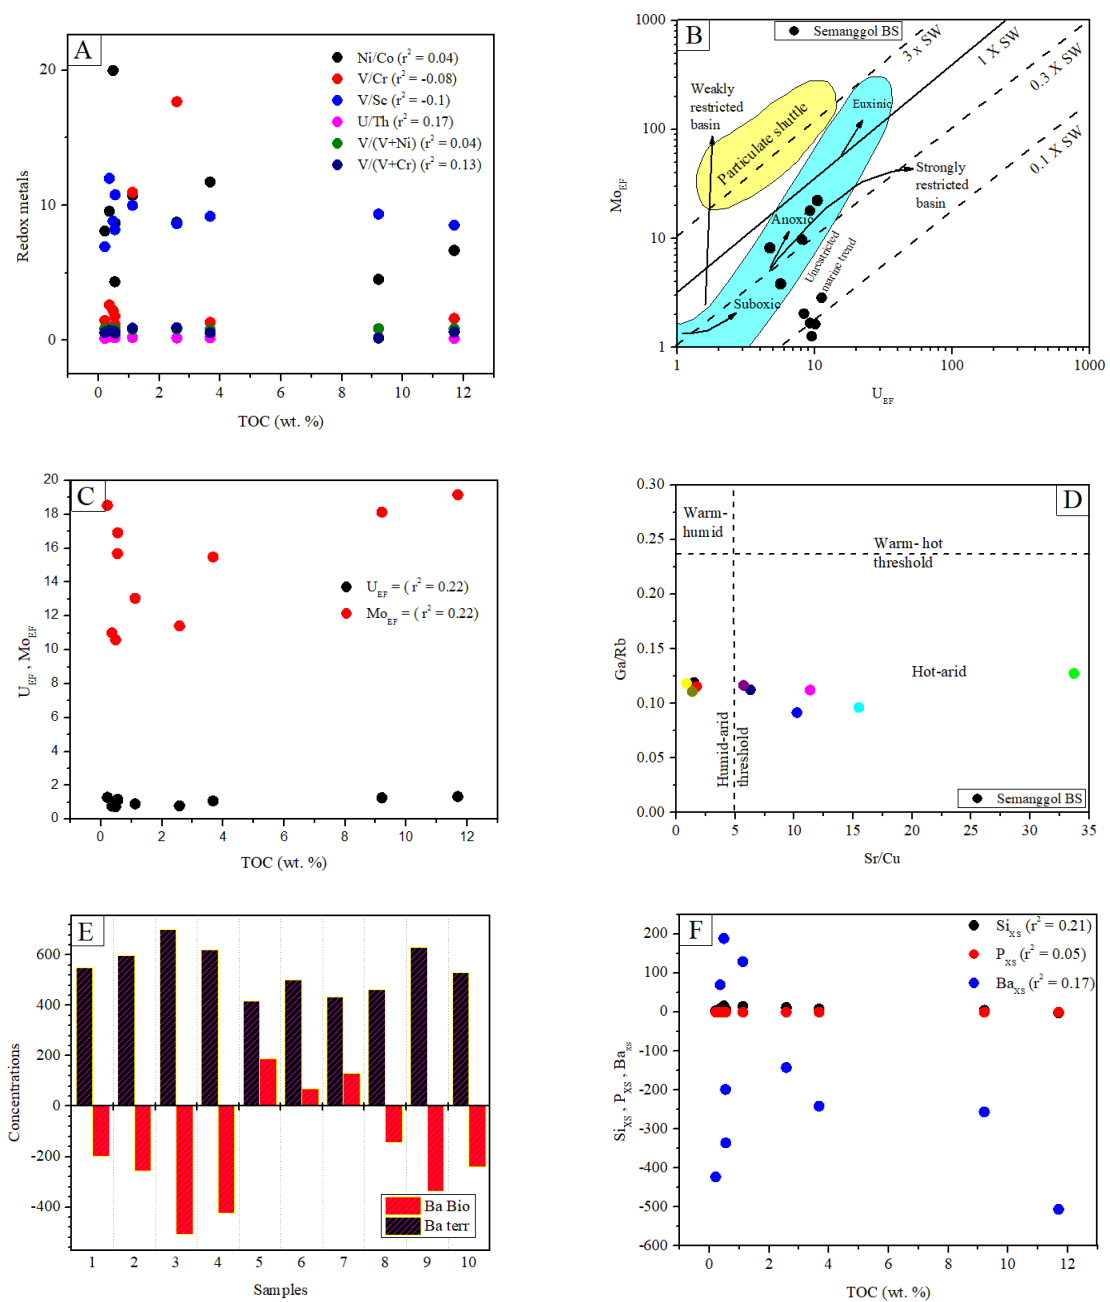 A
Ni/Co (r² = 0.04)
V/Cr (r² = -0.08)
V/Sc (r² = -0.1)
U/Th (r² = 0.17)
V/(V+Ni) (r² = 0.04)
V/(V+Cr) (r² = 0.13)
20
10
0
Redox metals
0 2 4 6 8 10 12
TOC (wt. %)
B
Semanggol BS
3 x SW
1 X SW
0.3 X SW
0.1 X SW
Weakly
restricted
basin
Particulate shuttle
Euxinic
Strongly
restricted
basin
Anoxic
Unrestricted
marine trend
Suboxic
1000
100
10
1
Mo_EF
1 10 100 1000
U_EF
C
U_EF = ( r² = 0.22)
Mo_EF = ( r² = 0.22)
20
18
16
14
12
10
8
6
4
2
0
U_EF , Mo_EF
0 2 4 6 8 10 12
TOC (wt. %)
D
Warm-
humid
Warm- hot
threshold
Hot-arid
Humid-arid
threshold
Semanggol BS
0.30
0.25
0.20
0.15
0.10
0.05
0.00
Ga/Rb
0 5 10 15 20 25 30 35
Sr/Cu
E
600
400
200
0
-200
-400
Concentrations
Ba Bio
Ba terr
1 2 3 4 5 6 7 8 9 10
Samples
F
Si_XS (r² = 0.21)
P_XS (r² = 0.05)
Ba_XS (r² = 0.17)
200
100
0
-100
-200
-300
-400
-500
-600
Si_XS , P_XS , Ba_XS
0 2 4 6 8 10 12
TOC (wt. %)